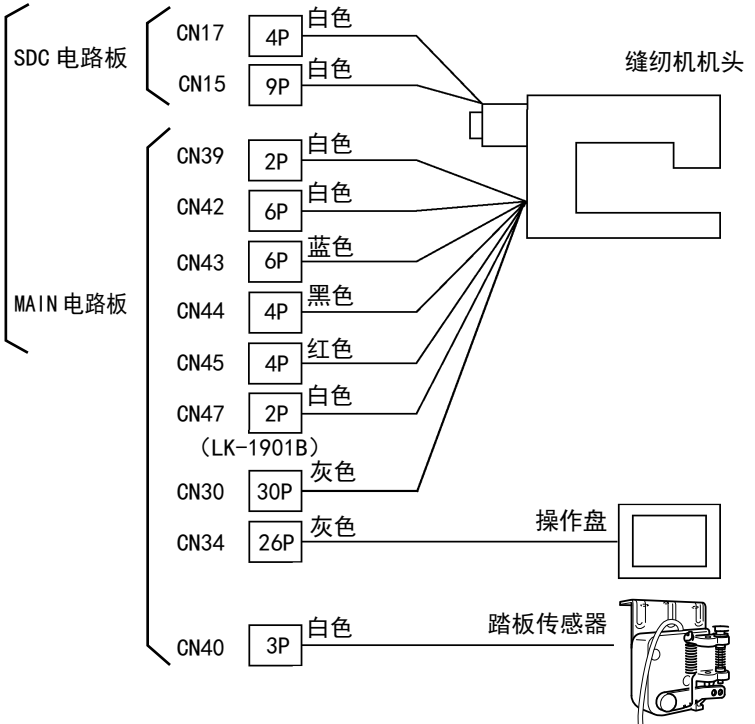 CN17 4P 白色
SDC 电路板
缝纫机机头
CN15 9P 白色
CN39 2P 白色
CN42 6P 白色
CN43 6P 蓝色
MAIN 电路板
CN44 4P 黑色
CN45 4P 红色
CN47 2P 白色
（LK-1901B）
CN30 30P 灰色
CN34 26P 灰色 操作盘
CN40 3P 白色 踏板传感器